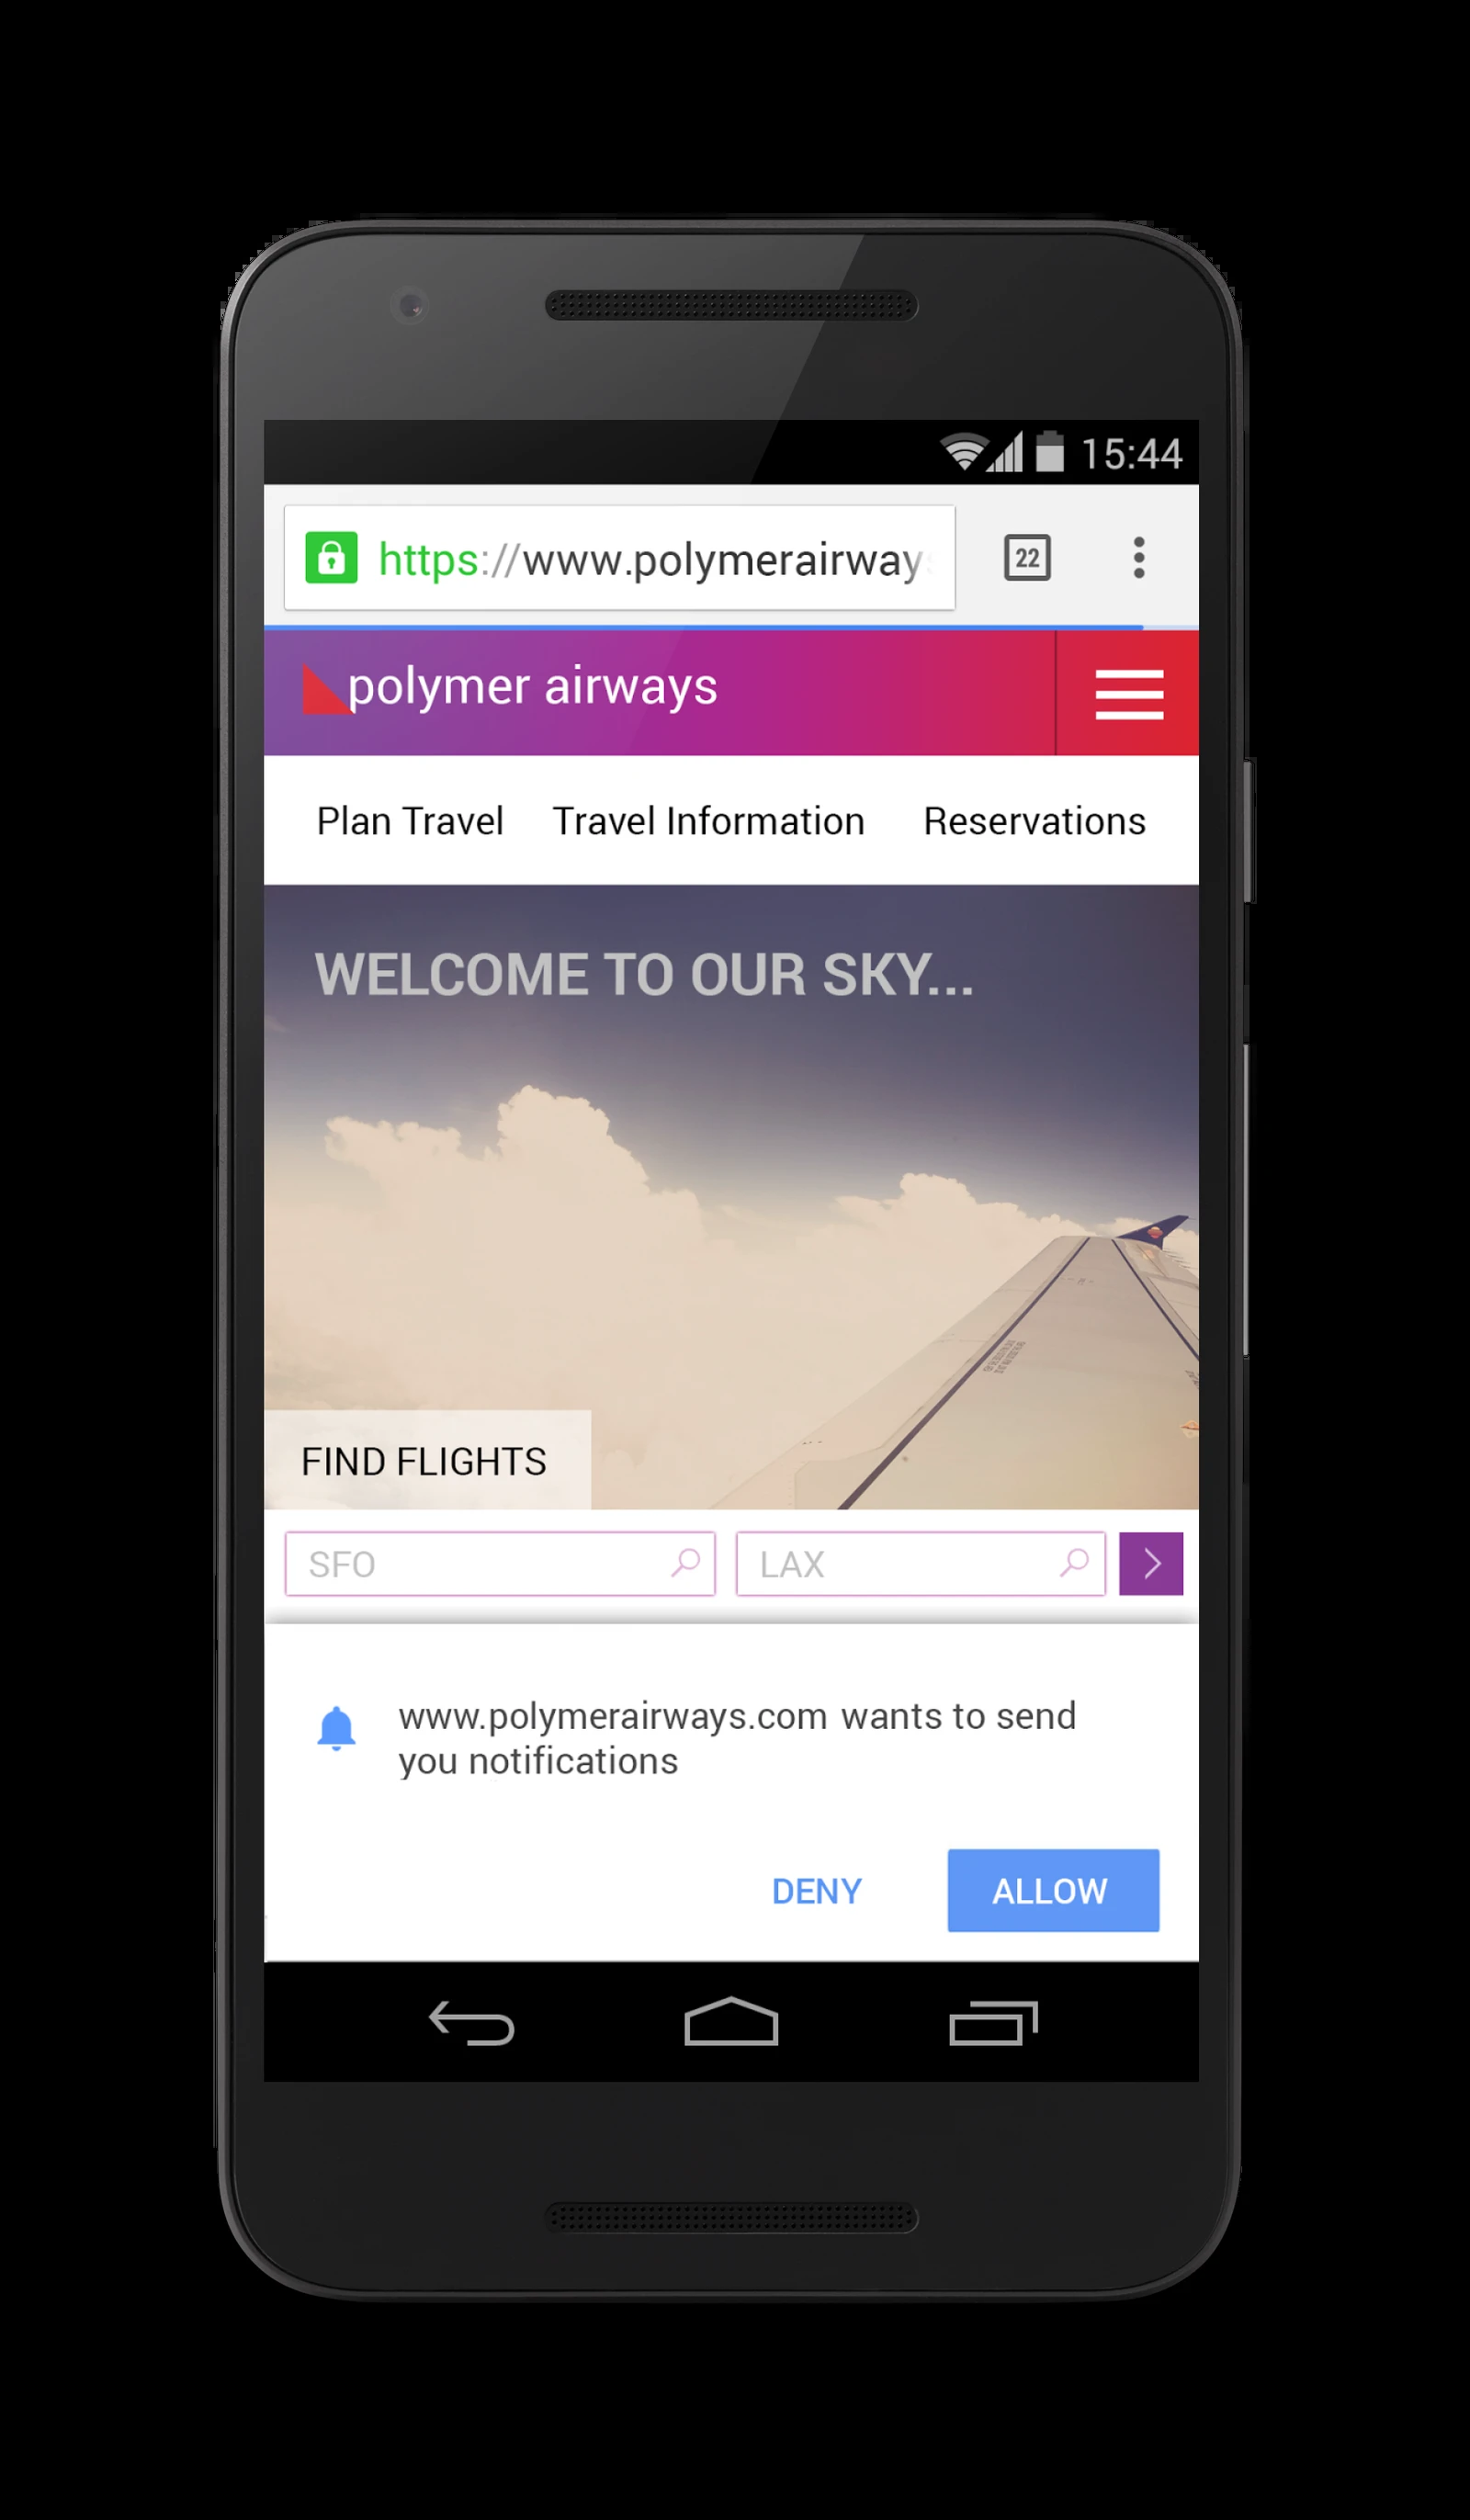 15:44
https://www.polymerairways
22
polymer airways
Plan Travel Travel Information Reservations
WELCOME TO OUR SKY...
FIND FLIGHTS
SFO LAX
www.polymerairways.com wants to send
you notifications
DENY ALLOW